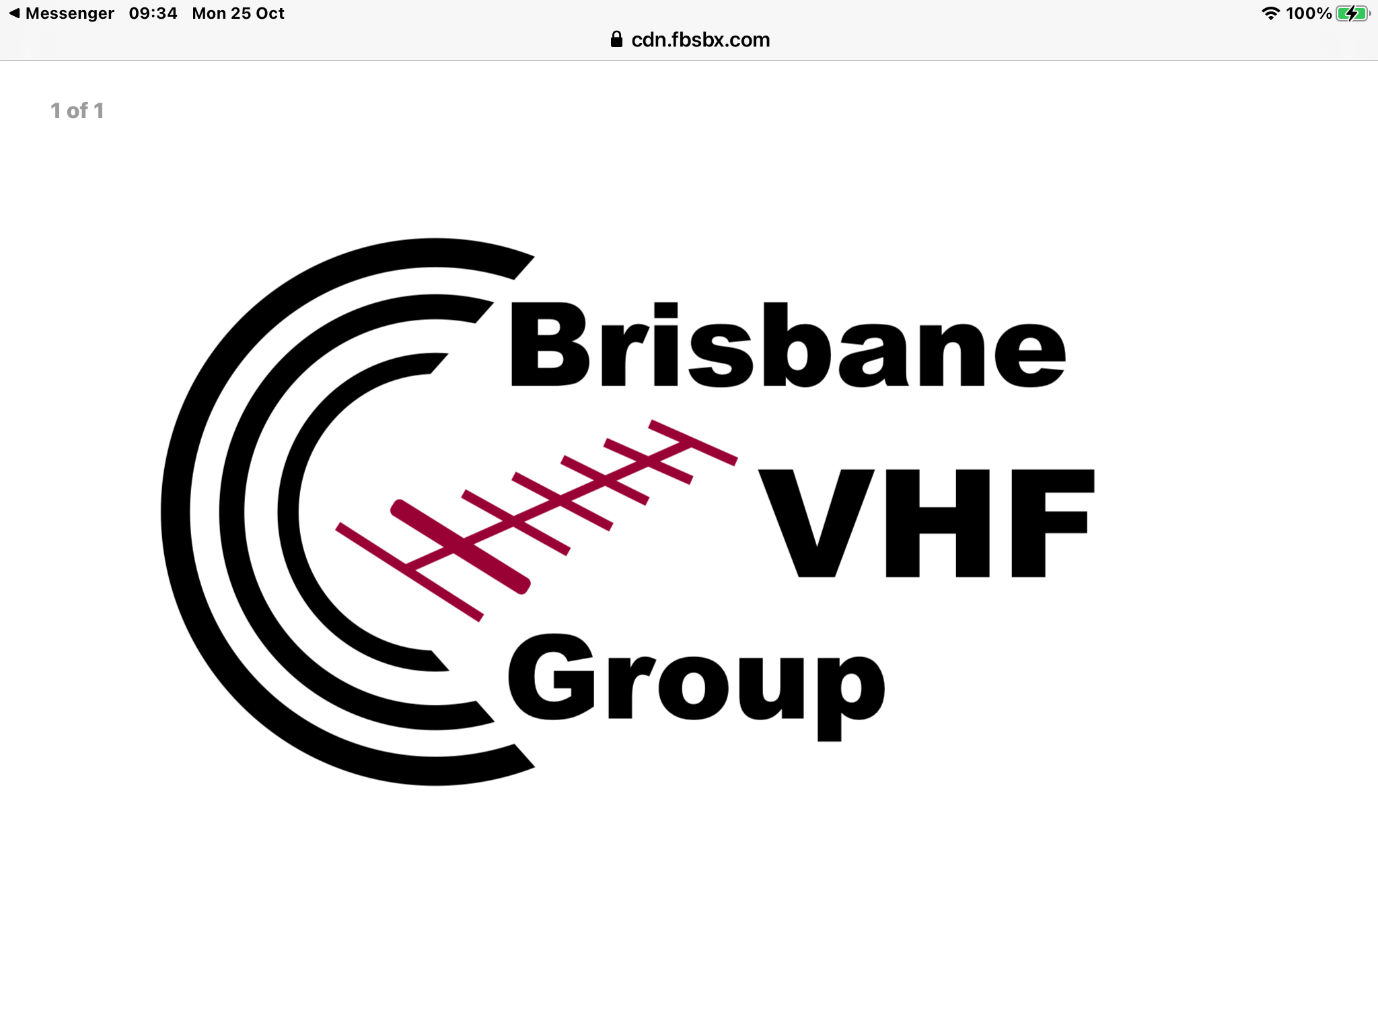 ◀ Messenger 09:34 Mon 25 Oct 100%
cdn.fbsbx.com
1 of 1
Brisbane
VHF
Group